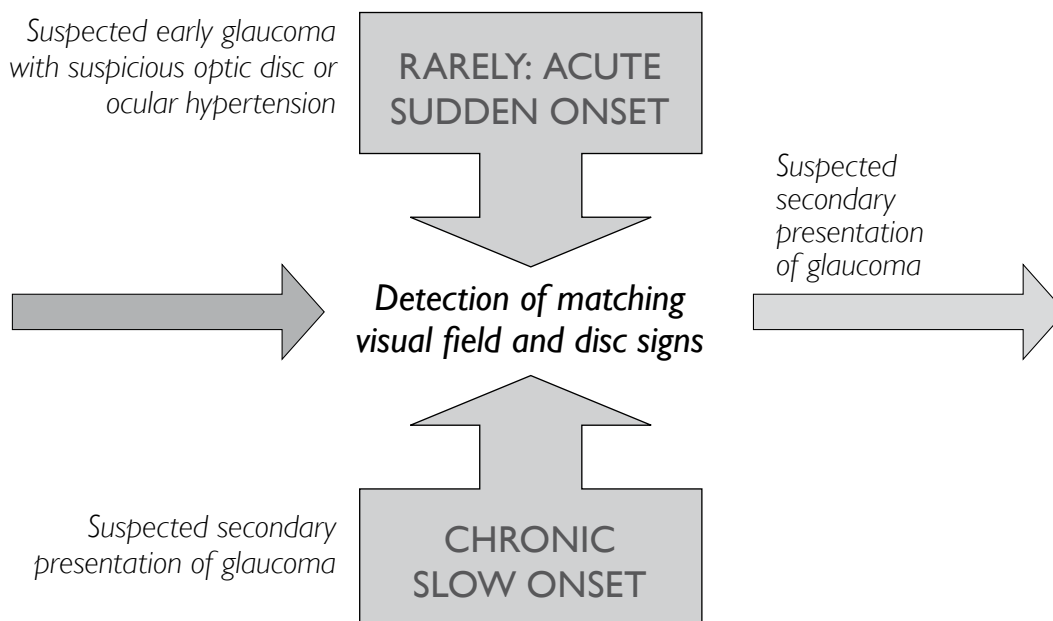 Suspected early glaucoma
with suspicious optic disc or
ocular hypertension
RARELY: ACUTE
SUDDEN ONSET
Suspected
secondary
presentation
of glaucoma
Detection of matching
visual field and disc signs
Suspected secondary
presentation of glaucoma
CHRONIC
SLOW ONSET